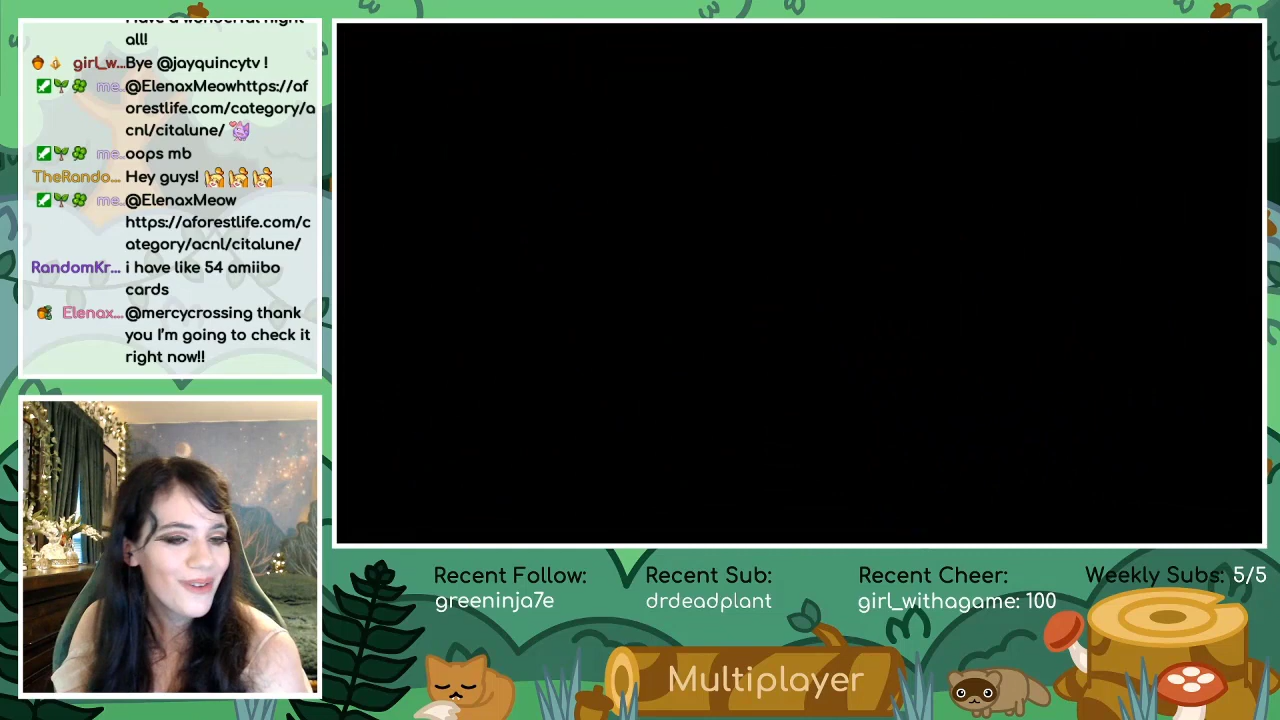 Have a wonderful night
all!
girl_w... Bye @jayquincytv !
me... @ElenaxMeowhttps://af
orestlife.com/category/a
cnl/citalune/
me... oops mb
TheRando... Hey guys!
me... @ElenaxMeow
https://aforestlife.com/c
ategory/acnl/citalune/
RandomKr... i have like 54 amiibo
cards
Elenax... @mercycrossing thank
you I'm going to check it
right now!!
Recent Follow: Recent Sub: Recent Cheer: Weekly Subs: 5/5
greeninja7e drdeadplant girl_withagame: 100
Multiplayer